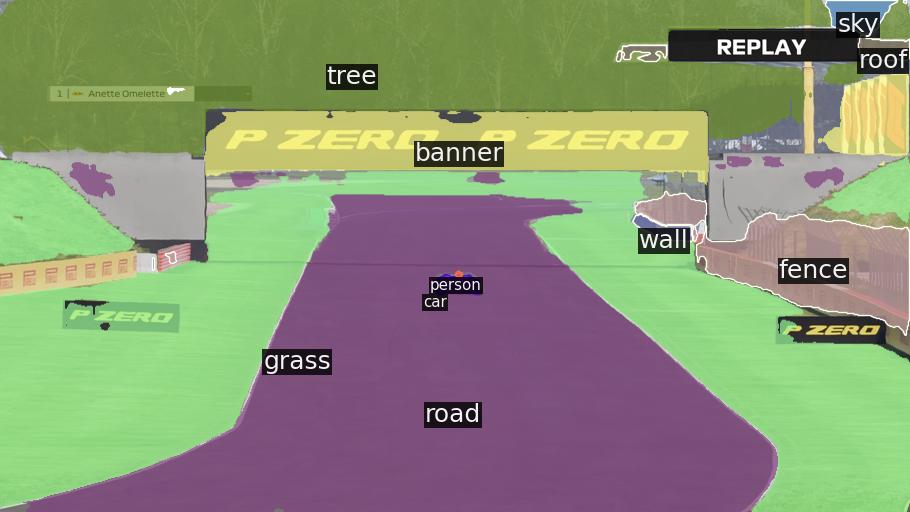 sky
REPLAY
roof
tree
1 Anette Omelette
P ZERO P ZERO
banner
wall
fence
person
car
P ZERO
P ZERO
grass
road